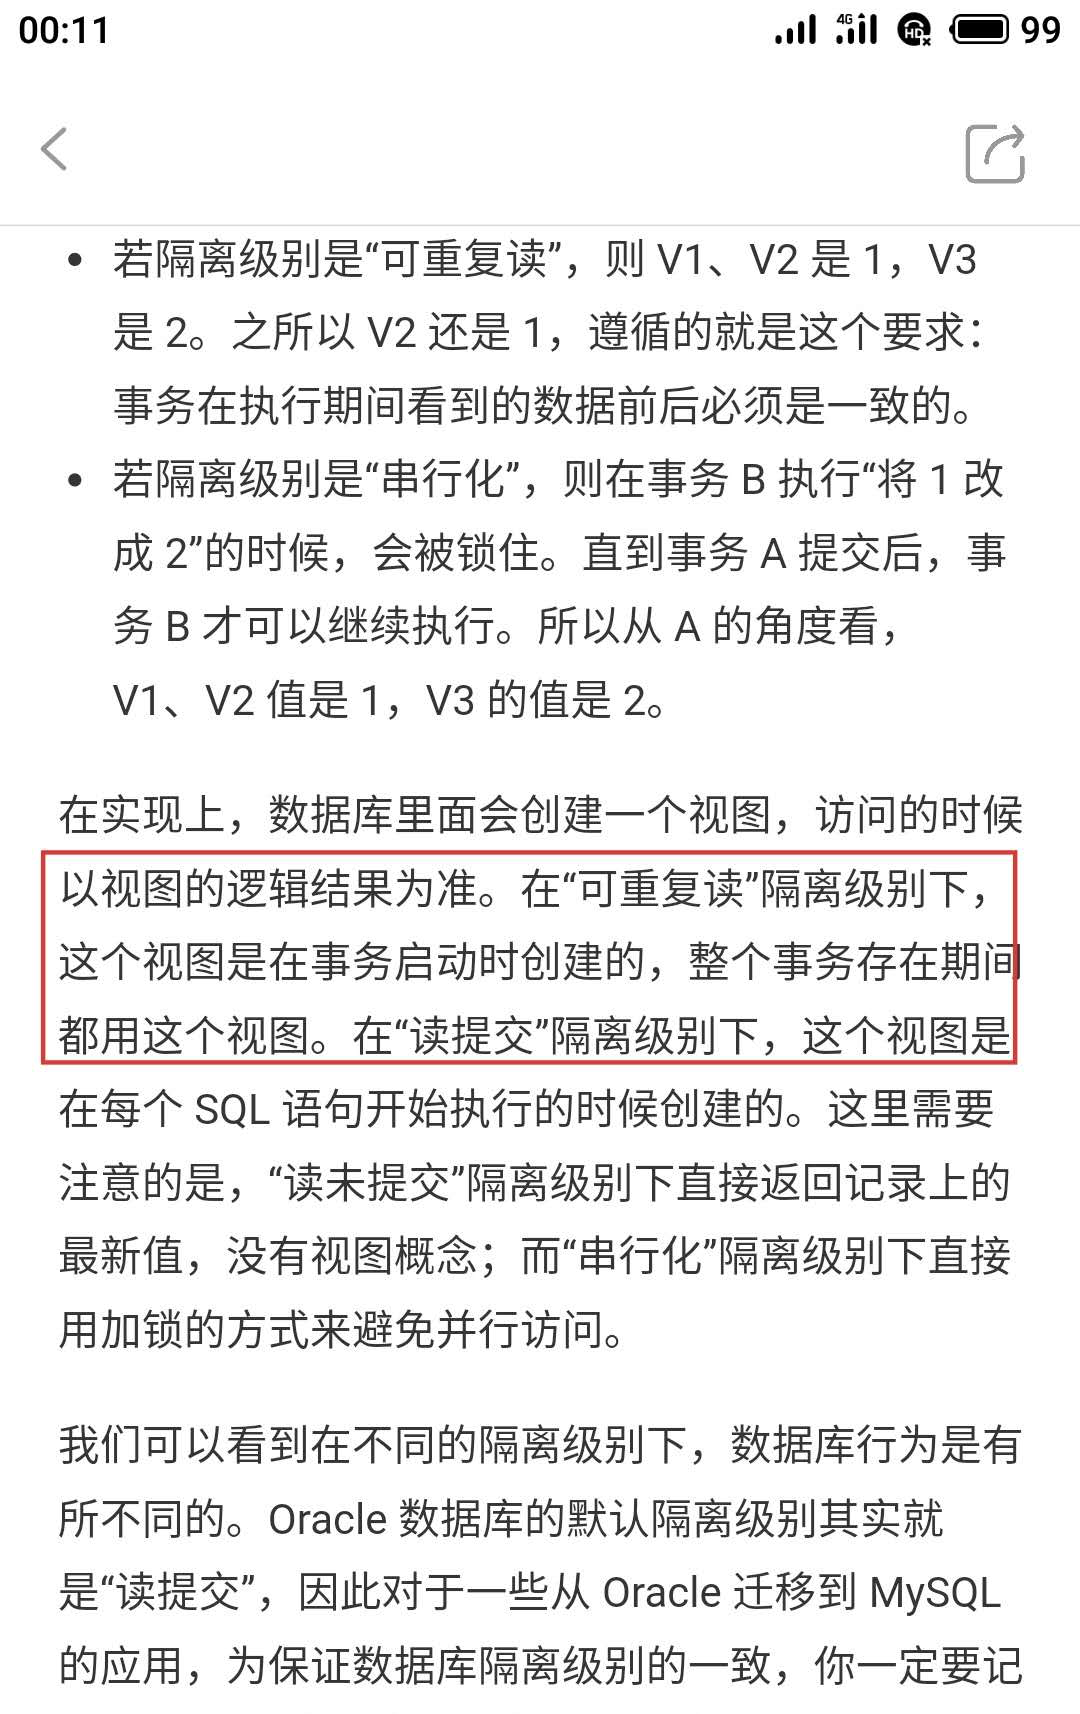 00:11
4G
HD
99
若隔离级别是“可重复读”，则 V1、V2 是 1，V3
是 2。之所以 V2 还是 1，遵循的就是这个要求：
事务在执行期间看到的数据前后必须是一致的。
若隔离级别是“串行化”，则在事务 B 执行“将 1 改
成 2”的时候，会被锁住。直到事务 A 提交后，事
务 B 才可以继续执行。所以从 A 的角度看，
V1、V2 值是 1，V3 的值是 2。
在实现上，数据库里面会创建一个视图，访问的时候
以视图的逻辑结果为准。在“可重复读”隔离级别下，
这个视图是在事务启动时创建的，整个事务存在期间
都用这个视图。在“读提交”隔离级别下，这个视图是
在每个 SQL 语句开始执行的时候创建的。这里需要
注意的是，“读未提交”隔离级别下直接返回记录上的
最新值，没有视图概念；而“串行化”隔离级别下直接
用加锁的方式来避免并行访问。
我们可以看到在不同的隔离级别下，数据库行为是有
所不同的。Oracle 数据库的默认隔离级别其实就
是“读提交”，因此对于一些从 Oracle 迁移到 MySQL
的应用，为保证数据库隔离级别的一致，你一定要记